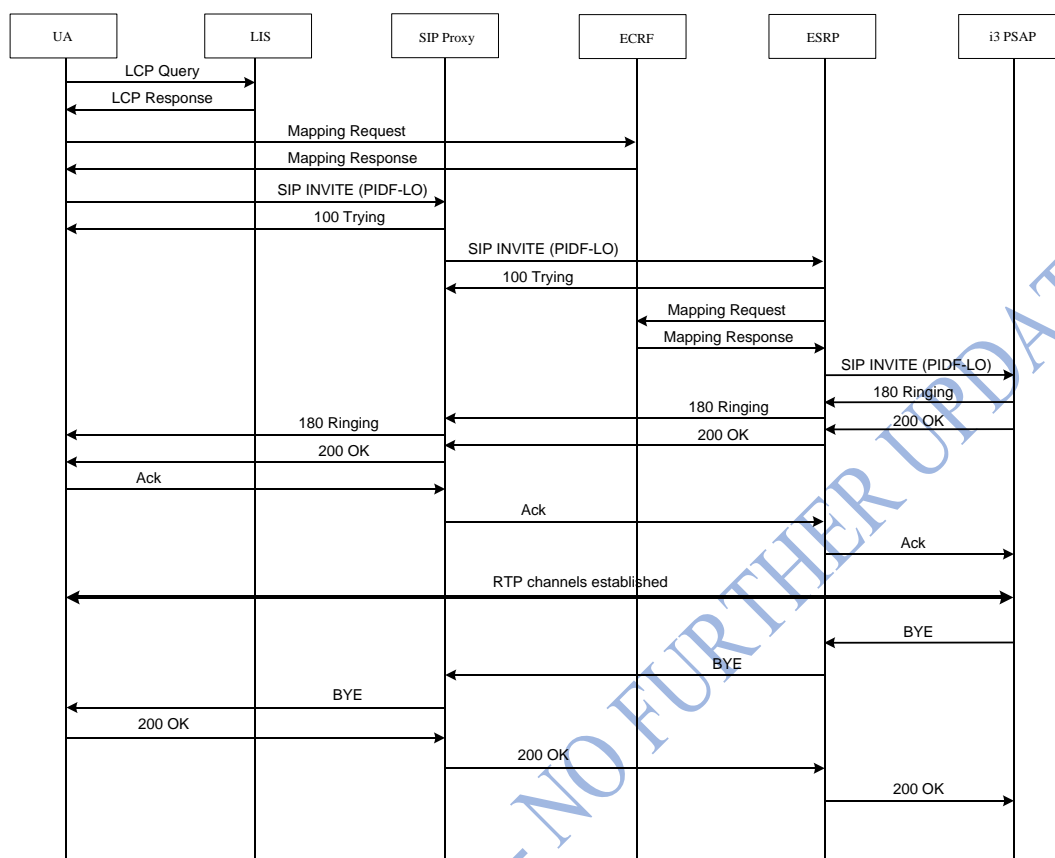 UA
LIS
SIP Proxy
ECRF
ESRP
i3 PSAP
LCP Query
LCP Response
Mapping Request
Mapping Response
SIP INVITE (PIDF-LO)
100 Trying
SIP INVITE (PIDF-LO)
100 Trying
Mapping Request
Mapping Response
SIP INVITE (PIDF-LO)
180 Ringing
180 Ringing
200 OK
180 Ringing
200 OK
200 OK
Ack
Ack
Ack
RTP channels established
BYE
BYE
BYE
200 OK
200 OK
200 OK
- NO FURTHER